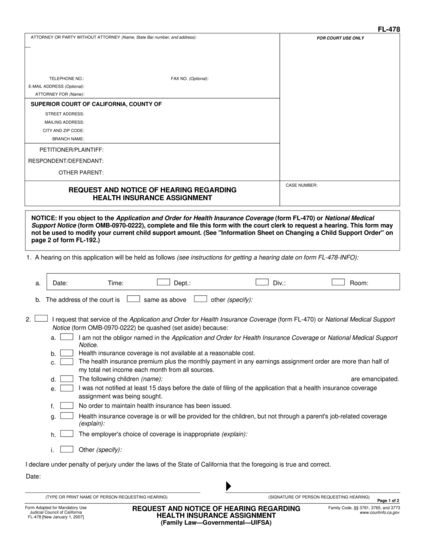 FL-478
ATTORNEY OR PARTY WITHOUT ATTORNEY (Name, State Bar number, and address):
FOR COURT USE ONLY
TELEPHONE NO.:
FAX NO. (Optional):
E-MAIL ADDRESS (Optional):
ATTORNEY FOR (Name):
SUPERIOR COURT OF CALIFORNIA, COUNTY OF
STREET ADDRESS:
MAILING ADDRESS:
CITY AND ZIP CODE:
BRANCH NAME:
PETITIONER/PLAINTIFF:
RESPONDENT/DEFENDANT:
OTHER PARENT:
REQUEST AND NOTICE OF HEARING REGARDING
HEALTH INSURANCE ASSIGNMENT
CASE NUMBER:
NOTICE: If you object to the Application and Order for Health Insurance Coverage (form FL-470) or National Medical
Support Notice (form OMB-0970-0222), complete and file this form with the court clerk to request a hearing. This form may
not be used to modify your current child support amount. (See "Information Sheet on Changing a Child Support Order" on
page 2 of form FL-192.)
1. A hearing on this application will be held as follows (see instructions for getting a hearing date on form FL-478-INFO):
a. Date: Time: Dept.: Div.: Room:
b. The address of the court is same as above other (specify):
2. I request that service of the Application and Order for Health Insurance Coverage (form FL-470) or National Medical Support
Notice (form OMB-0970-0222) be quashed (set aside) because:
a. I am not the obligor named in the Application and Order for Health Insurance Coverage or National Medical Support
Notice.
b. Health insurance coverage is not available at a reasonable cost.
c. The health insurance premium plus the monthly payment in any earnings assignment order are more than half of
my total net income each month from all sources.
d. The following children (name): are emancipated.
e. I was not notified at least 15 days before the date of filing of the application that a health insurance coverage
assignment was being sought.
f. No order to maintain health insurance has been issued.
g. Health insurance coverage is or will be provided for the children, but not through a parent's job-related coverage
(explain):
h. The employer's choice of coverage is inappropriate (explain):
i. Other (specify):
I declare under penalty of perjury under the laws of the State of California that the foregoing is true and correct.
Date:
(TYPE OR PRINT NAME OF PERSON REQUESTING HEARING)
(SIGNATURE OF PERSON REQUESTING HEARING)
Page 1 of 2
Form Adopted for Mandatory Use
Judicial Council of California
FL-478 [New January 1, 2007]
REQUEST AND NOTICE OF HEARING REGARDING
HEALTH INSURANCE ASSIGNMENT
(Family Law—Governmental—UIFSA)
Family Code, §§ 3761, 3765, and 3773
www.courtinfo.ca.gov